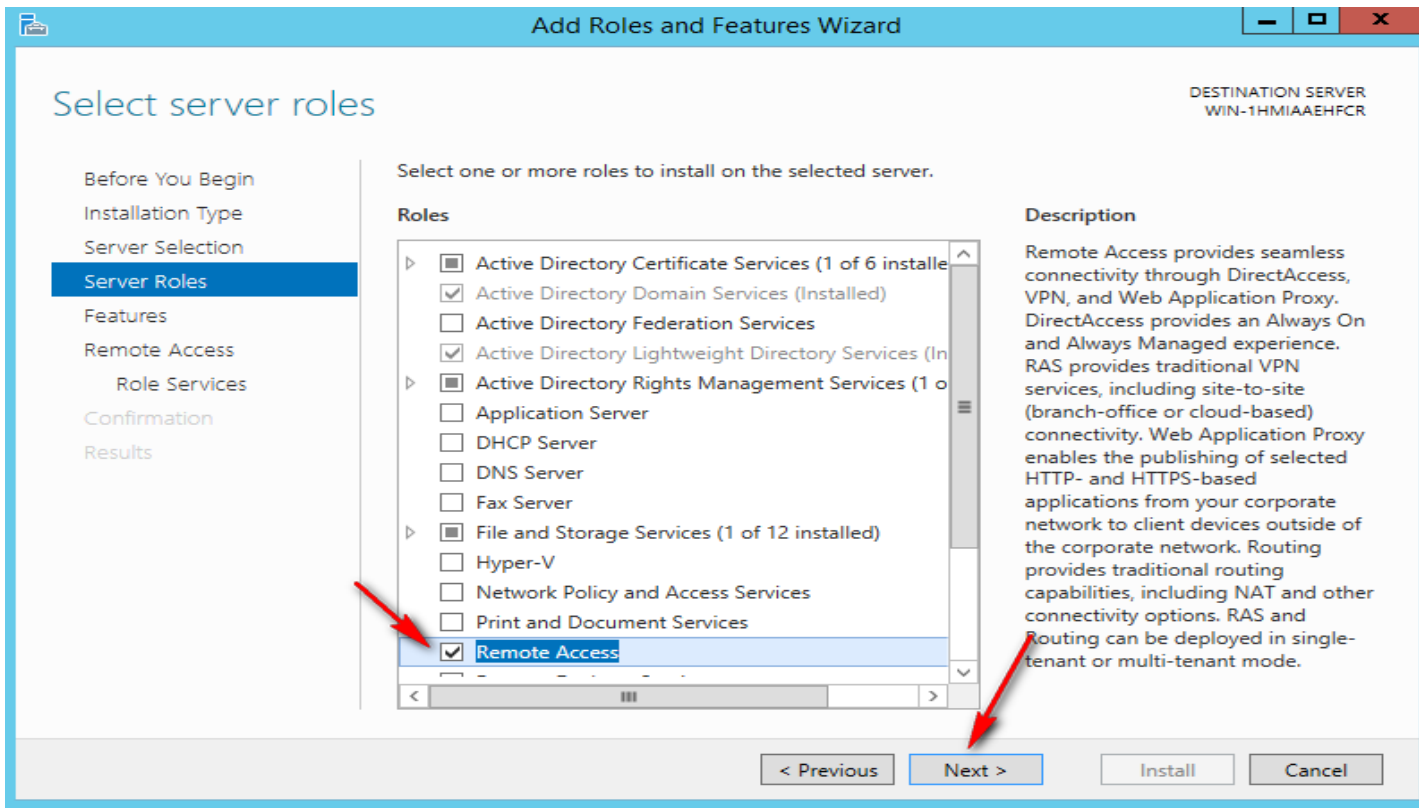 Add Roles and Features Wizard
Select server roles
DESTINATION SERVER
WIN-1HMIAAEHFCR
Before You Begin
Installation Type
Server Selection
Server Roles
Features
Remote Access
Role Services
Confirmation
Results
Select one or more roles to install on the selected server.
Roles
Active Directory Certificate Services (1 of 6 installe
Active Directory Domain Services (Installed)
Active Directory Federation Services
Active Directory Lightweight Directory Services (In
Active Directory Rights Management Services (1 o
Application Server
DHCP Server
DNS Server
Fax Server
File and Storage Services (1 of 12 installed)
Hyper-V
Network Policy and Access Services
Print and Document Services
Remote Access
Description
Remote Access provides seamless
connectivity through DirectAccess,
VPN, and Web Application Proxy.
DirectAccess provides an Always On
and Always Managed experience.
RAS provides traditional VPN
services, including site-to-site
(branch-office or cloud-based)
connectivity. Web Application Proxy
enables the publishing of selected
HTTP- and HTTPS-based
applications from your corporate
network to client devices outside of
the corporate network. Routing
provides traditional routing
capabilities, including NAT and other
connectivity options. RAS and
Routing can be deployed in single-
tenant or multi-tenant mode.
< Previous
Next >
Install
Cancel